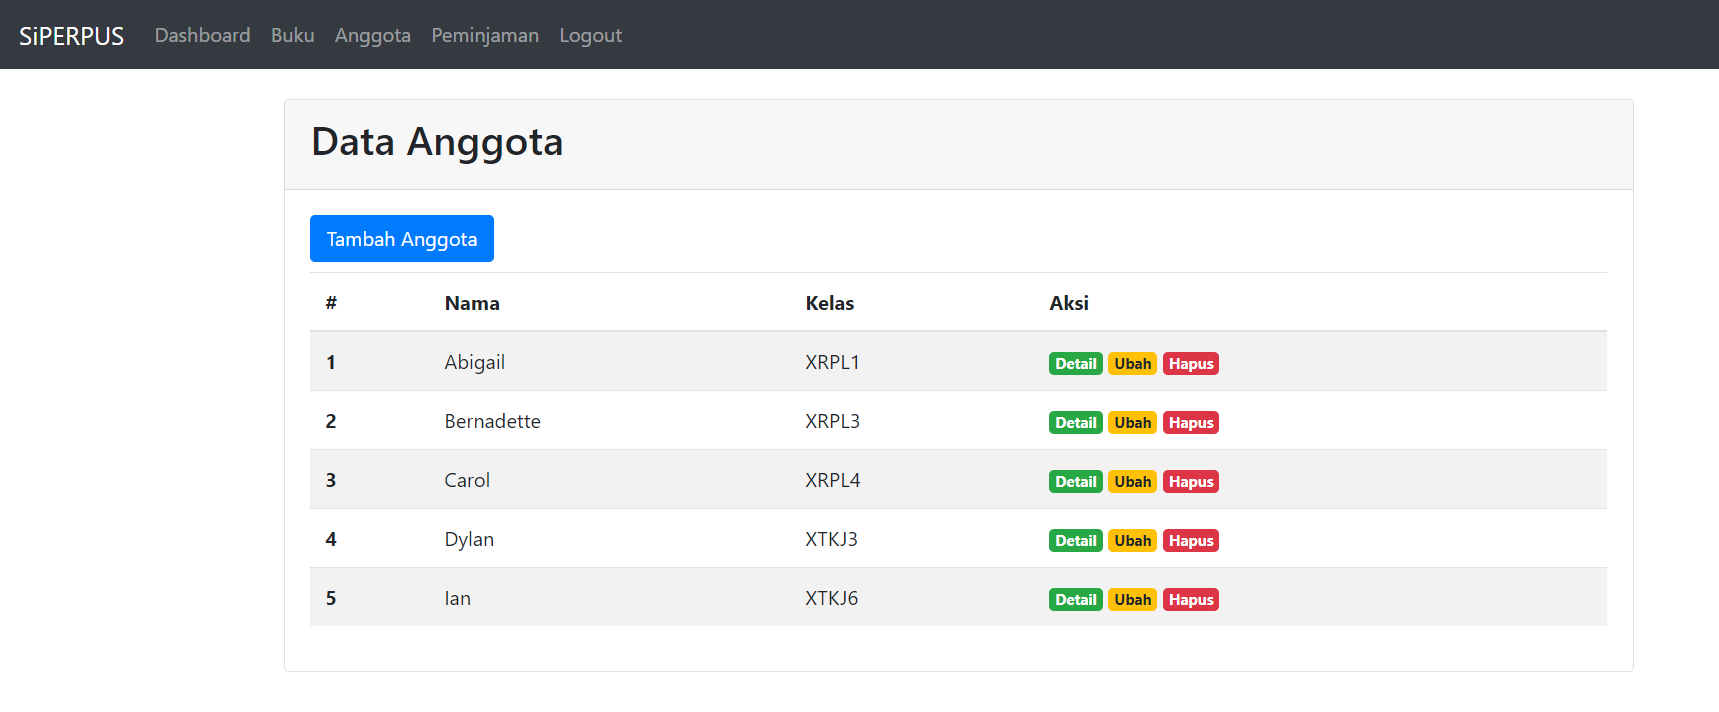 SiPERPUS Dashboard Buku Anggota Peminjaman Logout
Data Anggota
Tambah Anggota
# Nama Kelas Aksi
1 Abigail XRPL1 Detail Ubah Hapus
2 Bernadette XRPL3 Detail Ubah Hapus
3 Carol XRPL4 Detail Ubah Hapus
4 Dylan XTKJ3 Detail Ubah Hapus
5 Ian XTKJ6 Detail Ubah Hapus